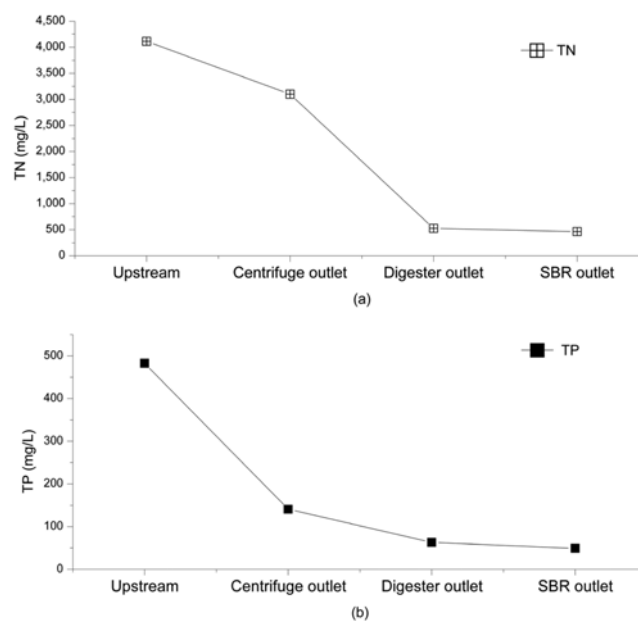 4,500
4,000
3,500
3,000
2,500
2,000
1,500
1,000
500
0
TN (mg/L)
TN
Upstream Centrifuge outlet Digester outlet SBR outlet
(a)
500
400
300
200
100
0
TP (mg/L)
TP
Upstream Centrifuge outlet Digester outlet SBR outlet
(b)